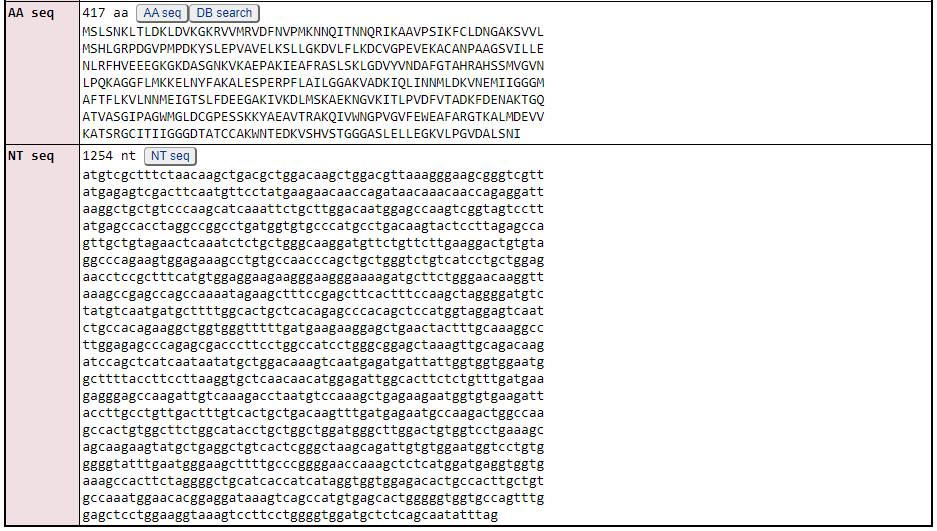 AA seq 417 aa AA seq DB search
MSLSNKLTLDKLDVKGKRVVMRVDFNVPMKNNQITNNQRIKAAVPSIKFCLDNGAKSVVL
MSHLGRPDGVPMPDKYSLEPVAVELKSLLGKDVLFLKDCVGPEVEKACANPAAGSVILLE
NLRFHVEEEGKGKDASGNKVKAEPAKIEAFRASLSKLGDVYVNDAFGTAHRAHSSMVGVN
LPQKAGGFLMKKELNYFAKALESPERPFLAILGGAKVADKIQLINNMLDKVNEMIIGGGM
AFTFLKVLNNMEIGTSLFDEEGAKIVKDLMSKAEKNGVKITLPVDFVTADKFDENAKTGQ
ATVASGIPAGWMGLDCGPESSKKYAEAVTRAKQIVWNGPVGVFEWEAFARGTKALMDEVV
KATSRGCITIIGGGDTATCCAKWNTEDKVSHVSTGGGASLELLEGKVLPGVDALSNI
NT seq 1254 nt NT seq
atgtcgctttctaacaagctgacgctggacaagctggacgttaaagggaagcgggtcgtt
atgagagtcgacttcaatgttcctatgaagaacaaccagataacaaacaaccagaggatt
aaggctgctgtcccaagcatcaaattctgcttggacaatggagccaagtcggtagtcctt
atgagccacctaggccggcctgatggtgtgcccatgcctgacaagtactccttagagcca
gttgctgtagaactcaaatctctgctgggcaaggatgttctgttcttgaaggactgtgta
ggcccagaagtggagaaagcctgtgccaacccagctgctgggtctgtcatcctgctggag
aacctccgctttcatgtggaggaagaagggaagggaaaagatgcttctgggaacaaggtt
aaagccgagccagccaaaatagaagctttccgagcttcactttccaagctaggggatgtc
tatgtcaatgatgcttttggcactgctcacagagcccacagctccatggtaggagtcaat
ctgccacagaaggctggtgggtttttgatgaagaaggagctgaactactttgcaaaggcc
ttggagagcccagagcgacccttcctggccatcctgggcggagctaaagttgcagacaag
atccagctcatcaataatatgctggacaaagtcaatgagatgattattggtggtggaatg
gcttttaccttccttaaggtgctcaacaacatggagattggcacttctctgtttgatgaa
gagggagccaagattgtcaaagacctaatgtccaaagctgagaagaatggtgtgaagatt
accttgcctgttgactttgtcactgctgacaagtttgatgagaatgccaagactggccaa
gccactgtggcttctggcatacctgctggctggatgggcttggactgtggtcctgaaagc
agcaagaagtatgctgaggctgtcactcgggctaagcagattgtgtggaatggtcctgtg
ggggtatttgaatgggaagcttttgcccggggaaccaaagctctcatggatgaggtggtg
aaagccacttctaggggctgcatcaccatcataggtggtggagacactgccacttgctgt
gccaaatggaacacggaggataaagtcagccatgtgagcactgggggtggtgccagtttg
gagctcctggaaggtaaagtccttcctggggtggatgctctcagcaatatttag